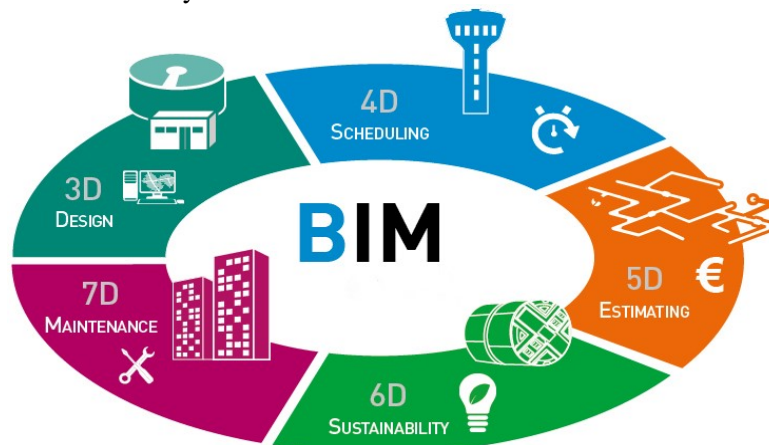 4D
SCHEDULING
3D
DESIGN
BIM
5D
€
ESTIMATING
7D
MAINTENANCE
6D
SUSTAINABILITY